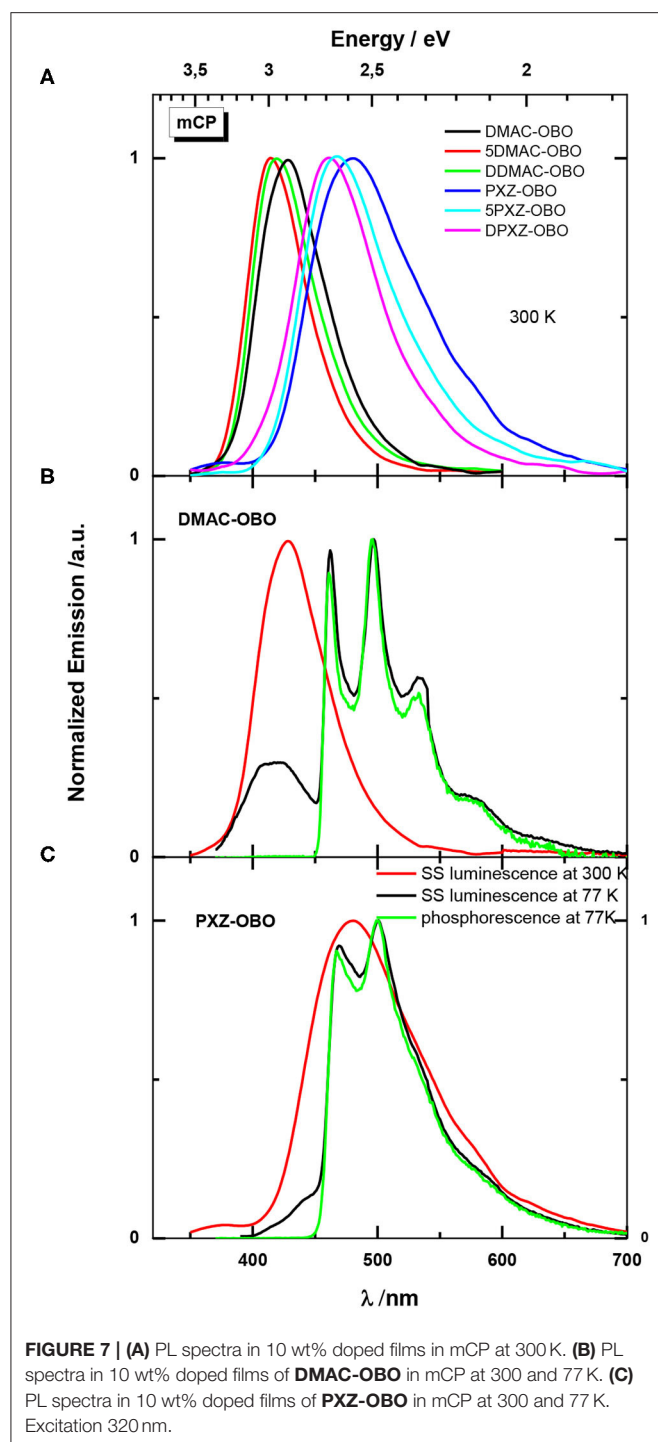 Energy / eV
A
3,5 3 2,5 2
mCP
DMAC-OBO
5DMAC-OBO
DDMAC-OBO
PXZ-OBO
5PXZ-OBO
DPXZ-OBO
1
300 K
0
B
DMAC-OBO
1
Normalized Emission /a.u.
0
C
SS luminescence at 300 K
SS luminescence at 77 K
phosphorescence at 77K
PXZ-OBO
1 1
0 0
400 500 600 700
λ /nm
FIGURE 7 | (A) PL spectra in 10 wt% doped films in mCP at 300 K. (B) PL
spectra in 10 wt% doped films of DMAC-OBO in mCP at 300 and 77 K. (C)
PL spectra in 10 wt% doped films of PXZ-OBO in mCP at 300 and 77 K.
Excitation 320 nm.